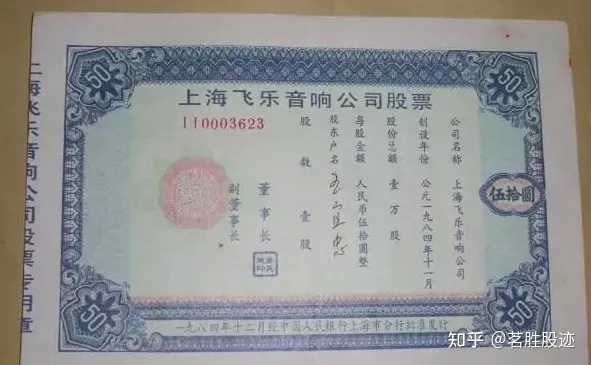 50
50
上海飞乐音响公司股票
110003623
公司名称 上海飞乐音响公司
创设年份 公元一九八四年十一月
股份总额 壹万股
每股金额 人民币伍拾圆整
股东户名
股数 壹股
董事长
副董事长
伍拾圆
上海飞乐音响公司股票专用章
50
50
一九八四年十二月经中国人民银行上海市分行批准发行
知乎 @茗胜股迹